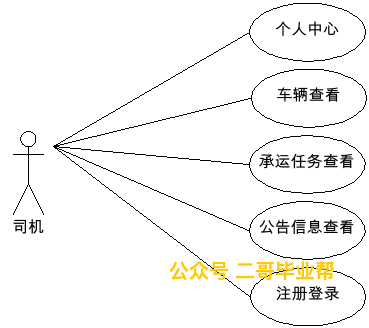 个人中心
车辆查看
承运任务查看
司机
公告信息查看
公众号 二哥毕业帮
注册登录